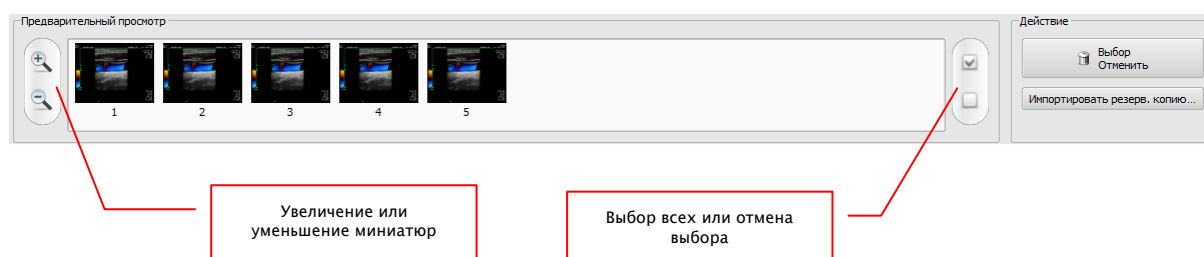 Предварительный просмотр
Действие
Выбор
Отменить
Импортировать резерв. копию...
1 2 3 4 5
Увеличение или
уменьшение миниатюр
Выбор всех или отмена
выбора